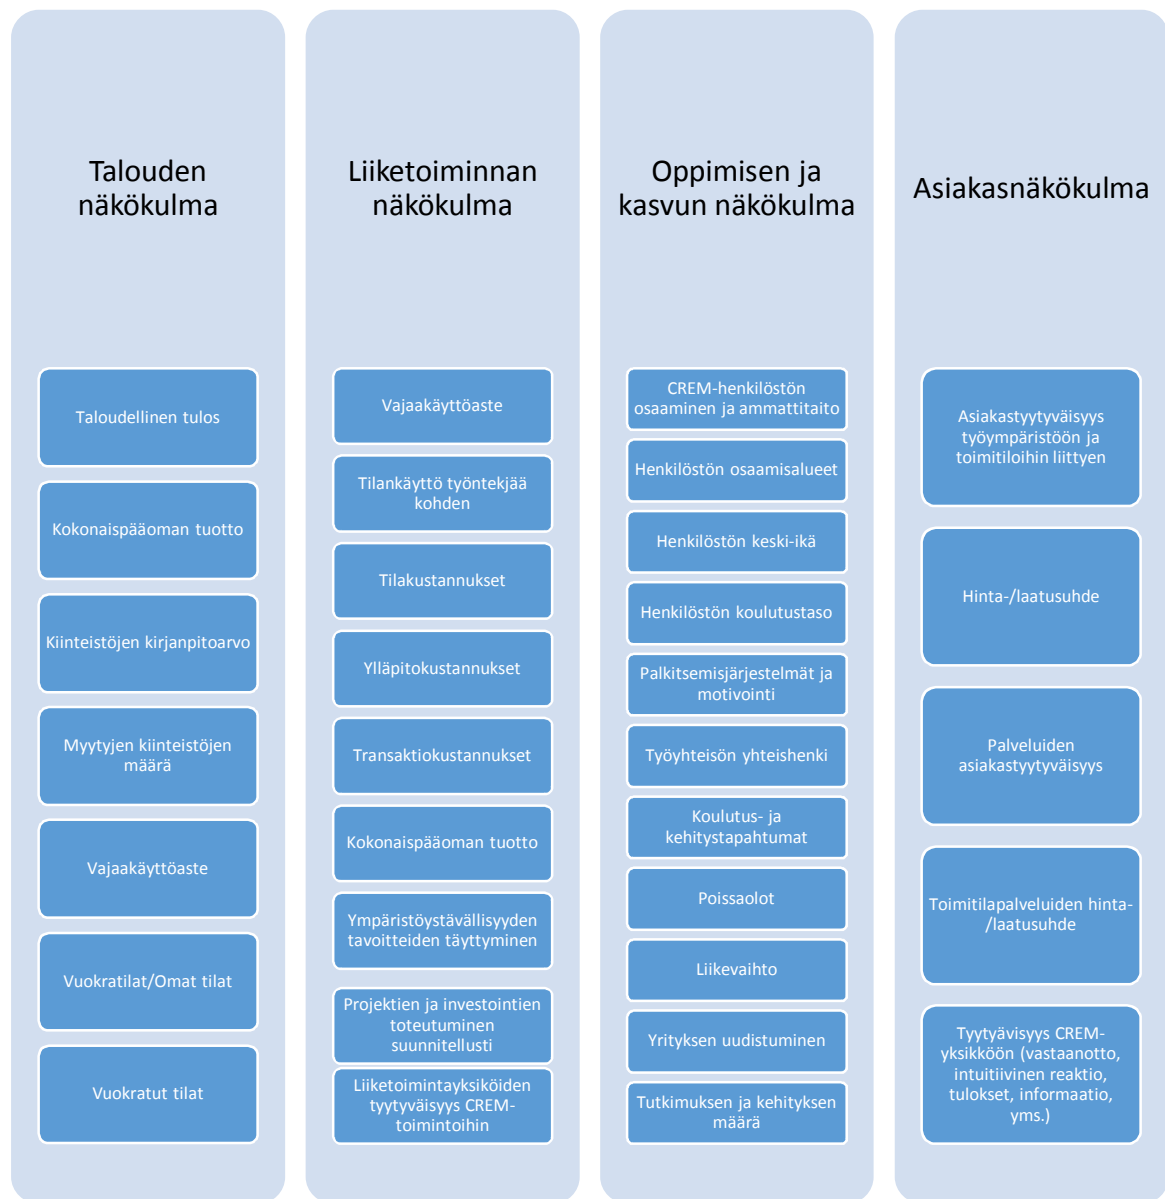 Talouden
näkökulma
Taloudellinen tulos
Kokonaispääoman tuotto
Kiinteistöjen kirjanpitoarvo
Myytyjen kiinteistöjen
määrä
Vajaakäyttöaste
Vuokratilat/Omat tilat
Vuokratut tilat
Liiketoiminnan
näkökulma
Vajaakäyttöaste
Tilankäyttö työntekjää
kohden
Tilakustannukset
Ylläpitokustannukset
Transaktiokustannukset
Kokonaispääoman tuotto
Ympäristöystävällisyyden
tavoitteiden täyttyminen
Projektien ja investointien
toteutuminen
suunnitellusti
Liiketoimintayksiköiden
tyytyväisyys CREM-
toimintoihin
Oppimisen ja
kasvun näkökulma
CREM-henkilöstön
osaaminen ja ammattitaito
Henkilöstön osaamisalueet
Henkilöstön keski-ikä
Henkilöstön koulutustaso
Palkitsemisjärjestelmät ja
motivointi
Työyhteisön yhteishenki
Koulutus- ja
kehitystapahtumat
Poissaolot
Liikevaihto
Yrityksen uudistuminen
Tutkimuksen ja kehityksen
määrä
Asiakasnäkökulma
Asiakastyytyväisyys
työympäristöön ja
toimitiloihin liittyen
Hinta-/laatusuhde
Palveluiden
asiakastyytyväisyys
Toimitilapalveluiden hinta-
/laatusuhde
Tyytyävisyys CREM-
yksikköön (vastaanotto,
intuitiivinen reaktio,
tulokset, informaatio,
yms.)